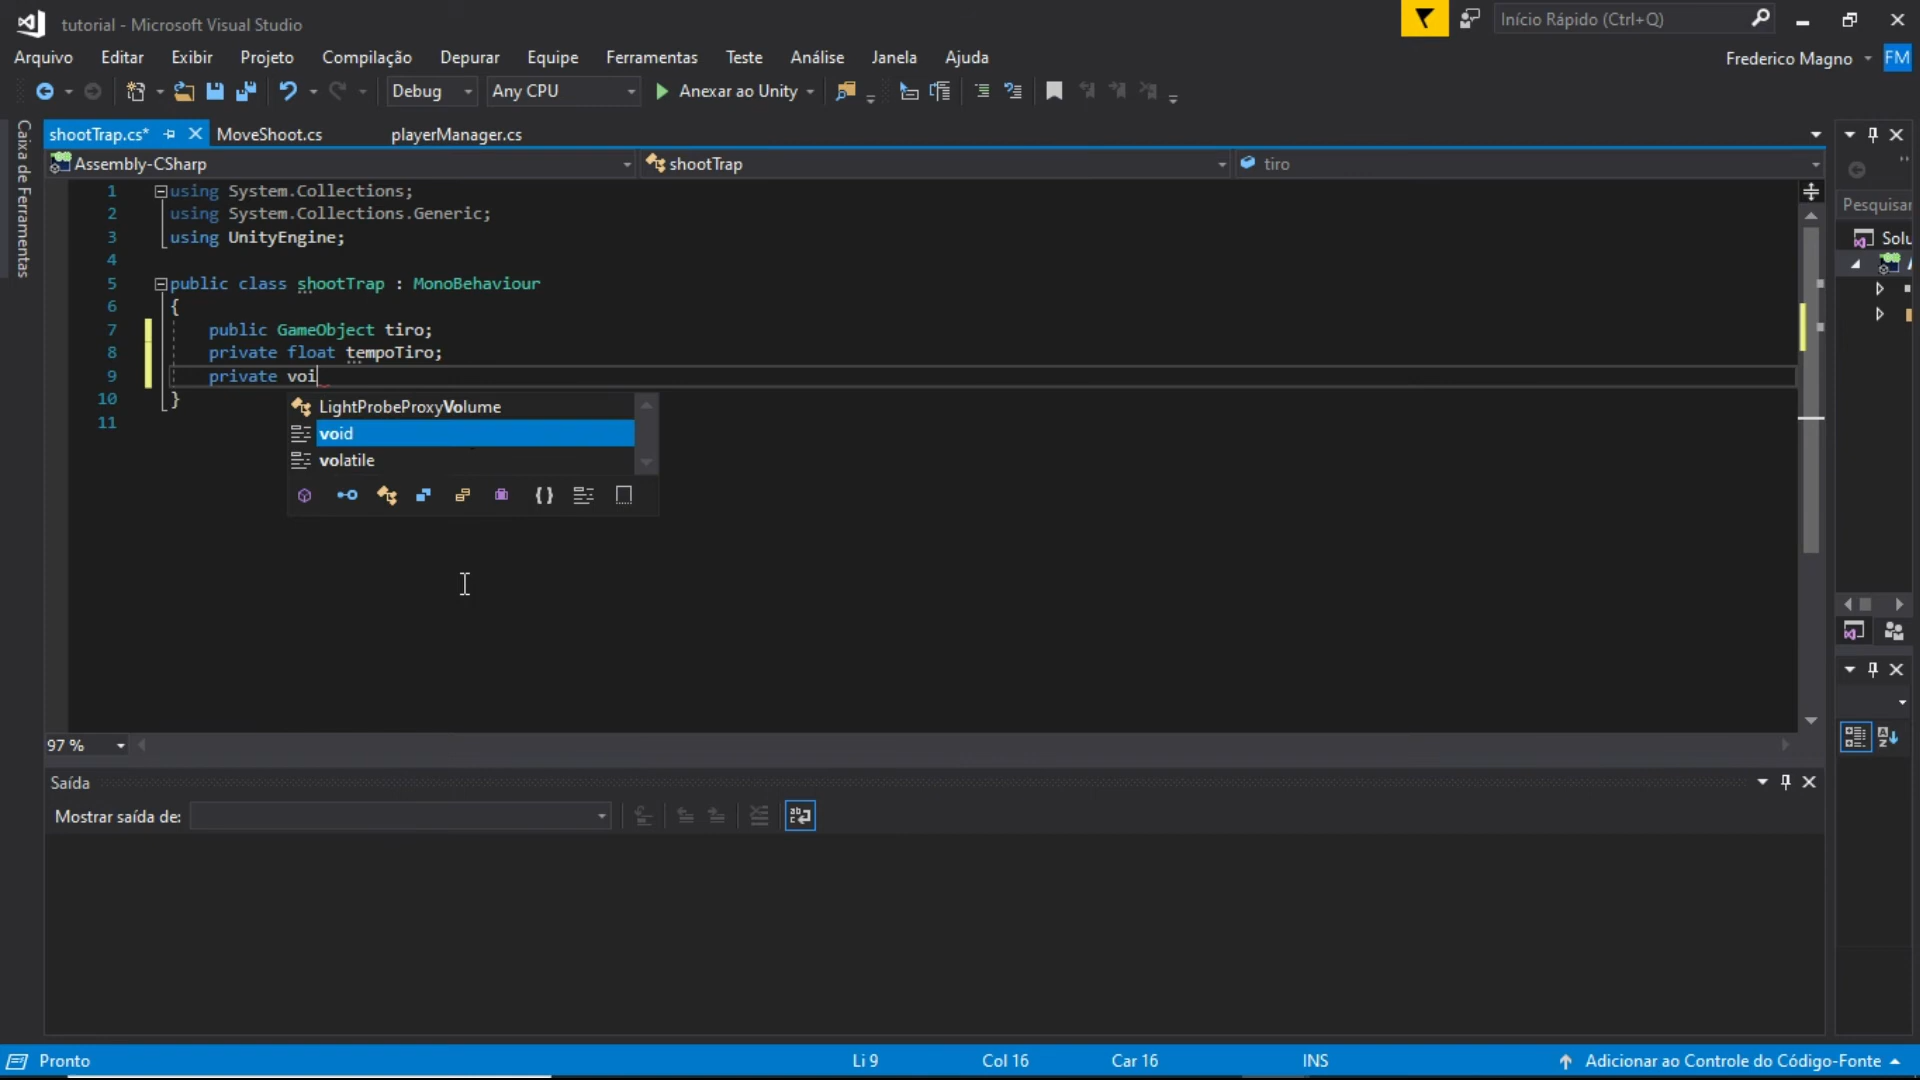 tutorial - Microsoft Visual Studio
Início Rápido (Ctrl+Q)
Arquivo Editar Exibir Projeto Compilação Depurar Equipe Ferramentas Teste Análise Janela Ajuda
Frederico Magno FM
Debug Any CPU Anexar ao Unity
Caixa de Ferramentas
shootTrap.cs* MoveShoot.cs playerManager.cs
Assembly-CSharp shootTrap tiro
Pesquisar
Solu
1 using System.Collections;
2 using System.Collections.Generic;
3 using UnityEngine;
4
5 public class shootTrap : MonoBehaviour
6 {
7 public GameObject tiro;
8 private float tempoTiro;
9 private voi
10 }
11
LightProbeProxyVolume
void
volatile
97 %
Saída
Mostrar saída de:
Pronto Li 9 Col 16 Car 16 INS Adicionar ao Controle do Código-Fonte